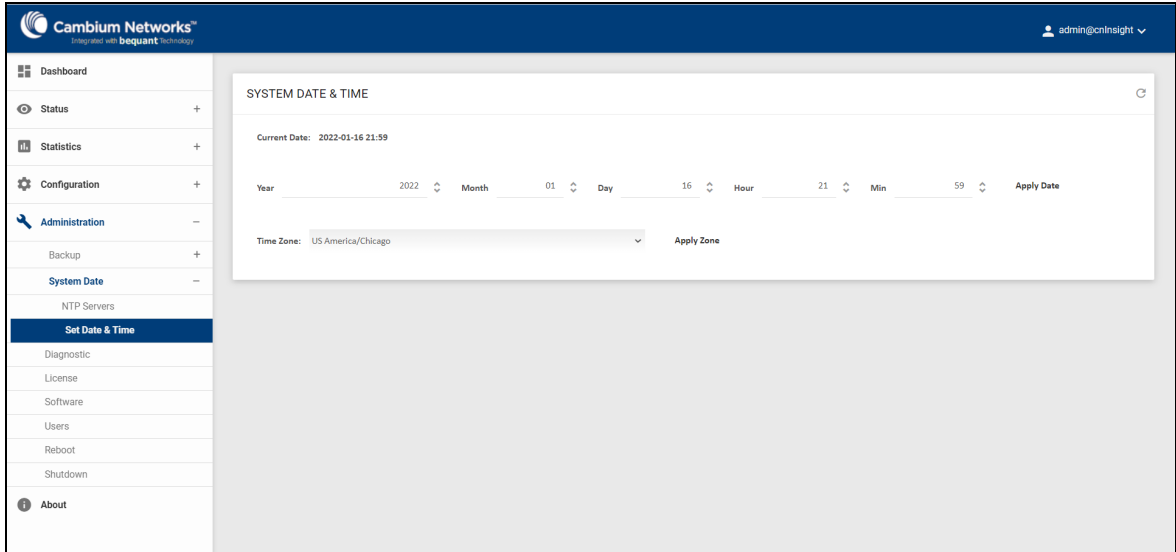 Cambium Networks™
Integrated with bequant Technology
admin@cnInsight
Dashboard
Status +
Statistics +
Configuration +
Administration −
Backup +
System Date −
NTP Servers
Set Date & Time
Diagnostic
License
Software
Users
Reboot
Shutdown
About
SYSTEM DATE & TIME
Current Date: 2022-01-16 21:59
Year 2022 Month 01 Day 16 Hour 21 Min 59 Apply Date
Time Zone: US America/Chicago Apply Zone